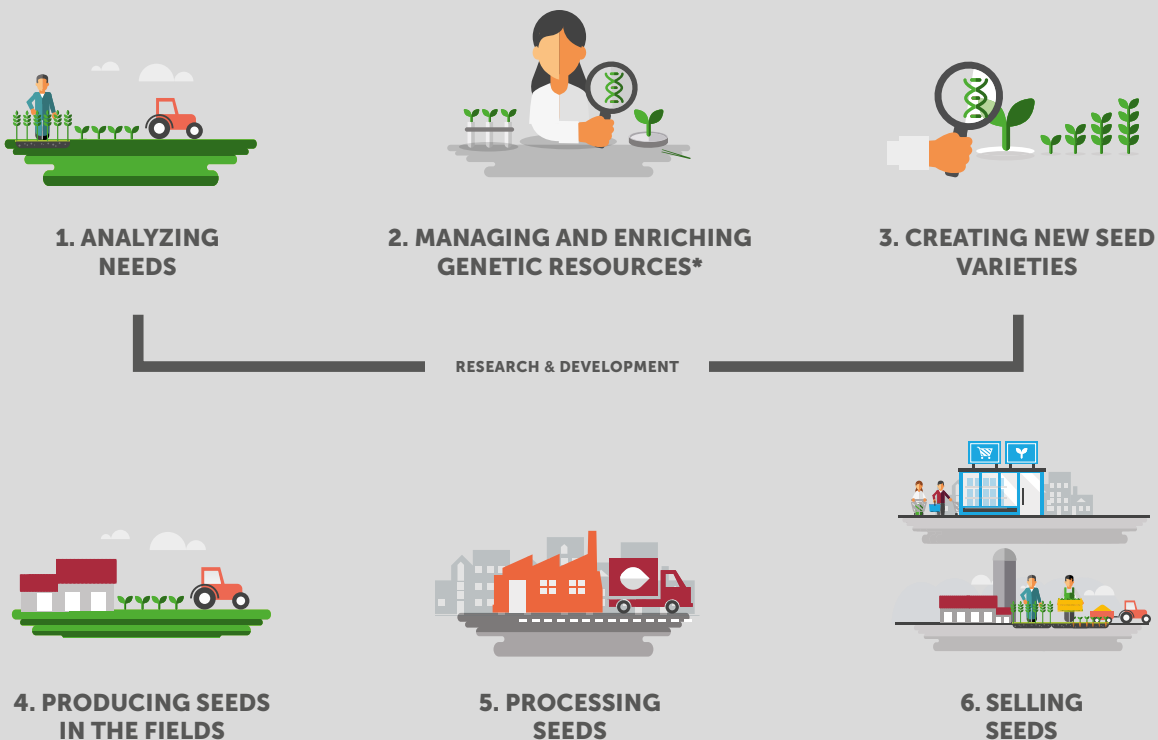 1. ANALYZING
NEEDS
2. MANAGING AND ENRICHING
GENETIC RESOURCES*
3. CREATING NEW SEED
VARIETIES
RESEARCH & DEVELOPMENT
4. PRODUCING SEEDS
IN THE FIELDS
5. PROCESSING
SEEDS
6. SELLING
SEEDS